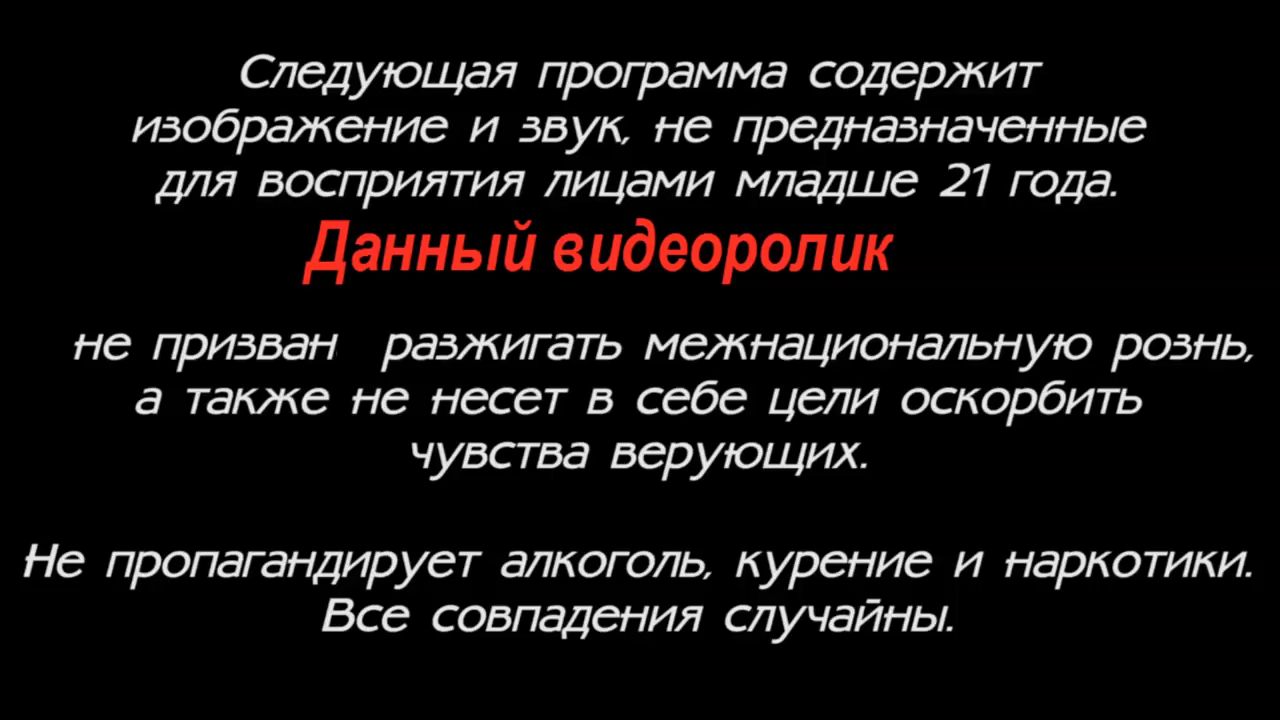 Следующая программа содержит
изображение и звук, не предназначенные
для восприятия лицами младше 21 года.
Данный видеоролик
не призван разжигать межнациональную рознь,
а также не несет в себе цели оскорбить
чувства верующих.
Не пропагандирует алкоголь, курение и наркотики.
Все совпадения случайны.